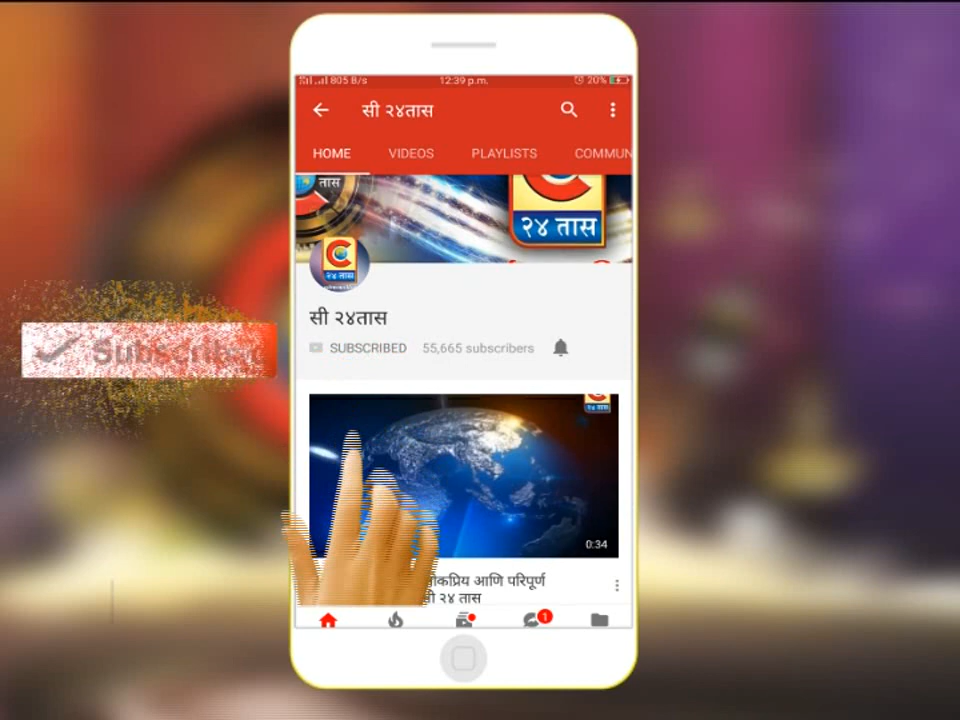 805 B/s 12:39 p.m. 20%
सी २४तास
HOME VIDEOS PLAYLISTS COMMUN
तास
२४ तास
२४ तास
सी २४तास
SUBSCRIBED 55,665 subscribers
Subscribed
२४ तास
0:34
कप्रिय आणि परिपूर्ण
२४ तास
1